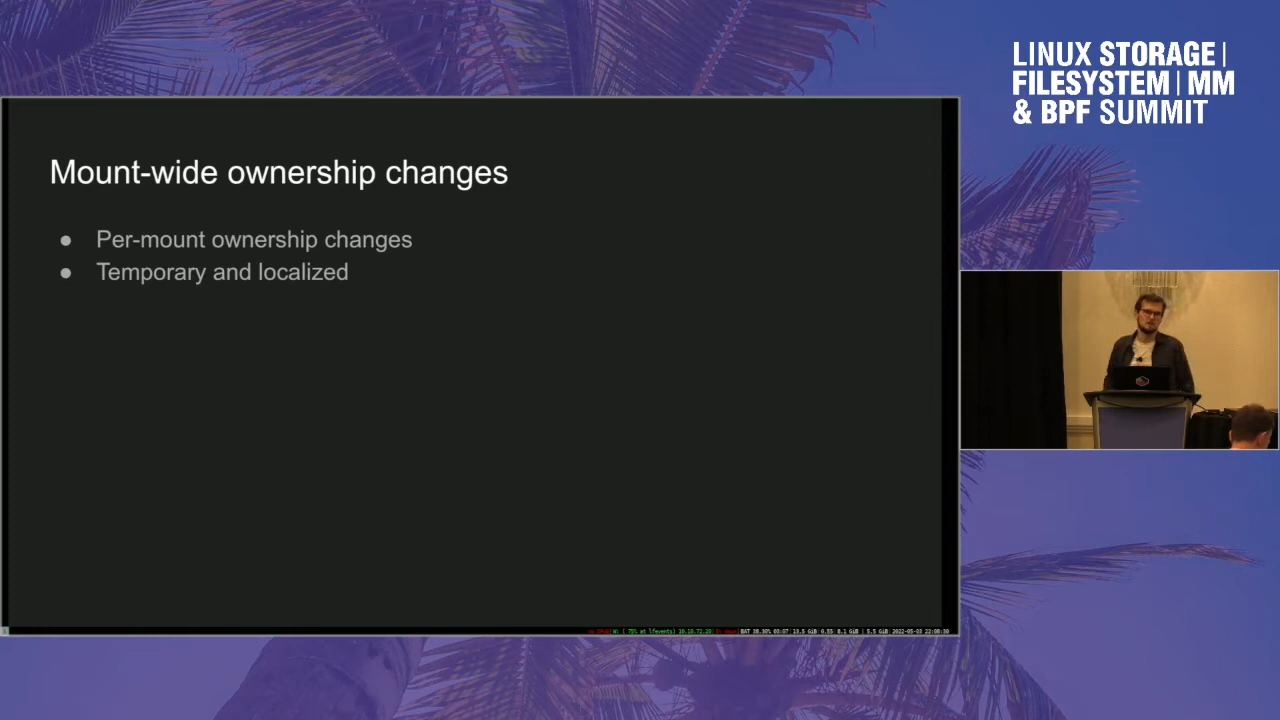 LINUX STORAGE |
FILESYSTEM | MM
& BPF SUMMIT
Mount-wide ownership changes
● Per-mount ownership changes
● Temporary and localized